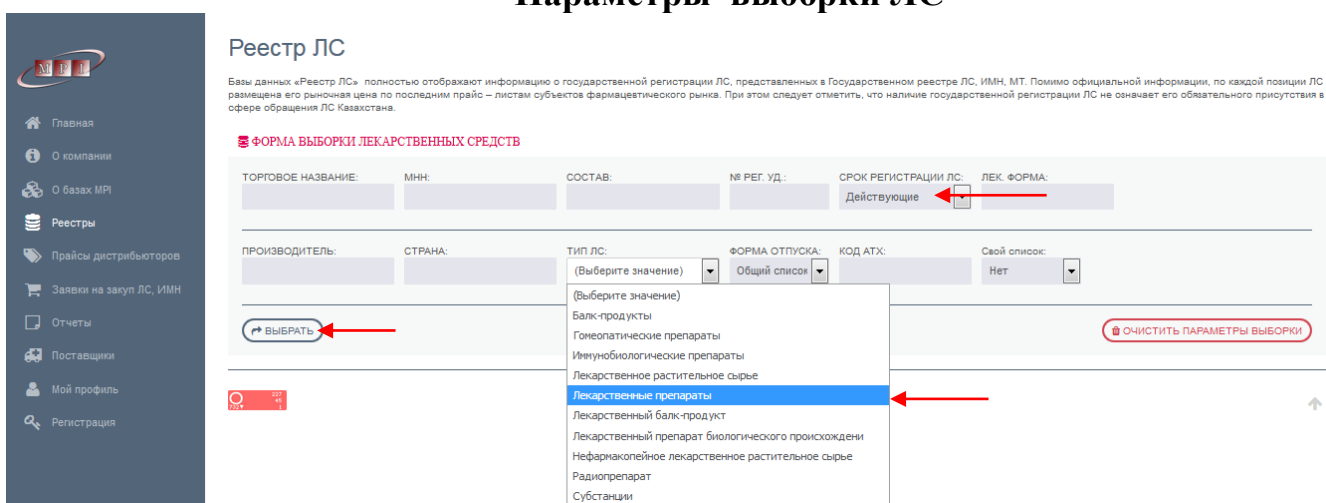 Параметры выборки ЛС
MPI
Реестр ЛС
Базы данных «Реестр ЛС» полностью отображают информацию о государственной регистрации ЛС, представленных в Государственном реестре ЛС, ИМН, МТ. Помимо официальной информации, по каждой позиции ЛС
размещена его рыночная цена по последним прайс – листам субъектов фармацевтического рынка. При этом следует отметить, что наличие государственной регистрации ЛС не означает его обязательного присутствия в
сфере обращения ЛС Казахстана.
Главная
О компании
О базах MPI
Реестры
Прайсы дистрибьюторов
Заявки на закуп ЛС, ИМН
Отчеты
Поставщики
Мой профиль
Регистрация
ФОРМА ВЫБОРКИ ЛЕКАРСТВЕННЫХ СРЕДСТВ
ТОРГОВОЕ НАЗВАНИЕ: МНН: СОСТАВ: № РЕГ. УД.: СРОК РЕГИСТРАЦИИ ЛС: ЛЕК. ФОРМА:
Действующие
ПРОИЗВОДИТЕЛЬ: СТРАНА: ТИП ЛС: ФОРМА ОТПУСКА: КОД АТХ: Свой список:
(Выберите значение) Общий список Нет
(Выберите значение)
Балк-продукты
Гомеопатические препараты
Иммунобиологические препараты
Лекарственное растительное сырье
Лекарственные препараты
Лекарственный балк-продукт
Лекарственный препарат биологического происхождени
Нефармакопейное лекарственное растительное сырье
Радиопрепарат
Субстанции
ВЫБРАТЬ
ОЧИСТИТЬ ПАРАМЕТРЫ ВЫБОРКИ